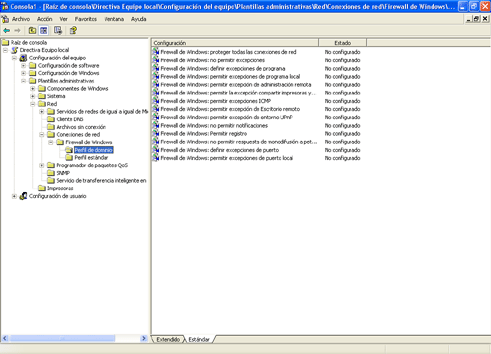 Consola1 - [Raíz de consola\Directiva Equipo local\Configuración del equipo\Plantillas administrativas\Red\Conexiones de red\Firewall de Windows\...
Archivo Acción Ver Favoritos Ventana Ayuda
Raíz de consola
Directiva Equipo local
Configuración del equipo
Configuración de software
Configuración de Windows
Plantillas administrativas
Componentes de Windows
Sistema
Red
Servicios de redes de igual a igual de Mi
Cliente DNS
Archivos sin conexión
Conexiones de red
Firewall de Windows
Perfil de dominio
Perfil estándar
Programador de paquetes QoS
SNMP
Servicio de transferencia inteligente en
Impresoras
Configuración de usuario
Configuración Estado
Firewall de Windows: proteger todas las conexiones de red No configurado
Firewall de Windows: no permitir excepciones No configurado
Firewall de Windows: definir excepciones de programa No configurado
Firewall de Windows: permitir excepciones de programa local No configurado
Firewall de Windows: permitir excepción de administración remota No configurado
Firewall de Windows: permitir la excepción compartir impresoras y... No configurado
Firewall de Windows: permitir excepciones ICMP No configurado
Firewall de Windows: permitir excepción de Escritorio remoto No configurado
Firewall de Windows: permitir excepción de entorno UPnP No configurado
Firewall de Windows: no permitir notificaciones No configurado
Firewall de Windows: Permitir registro No configurado
Firewall de Windows: no permitir respuesta de monodifusión a pet... No configurado
Firewall de Windows: definir excepciones de puerto No configurado
Firewall de Windows: permitir excepciones de puerto local No configurado
Extendido Estándar